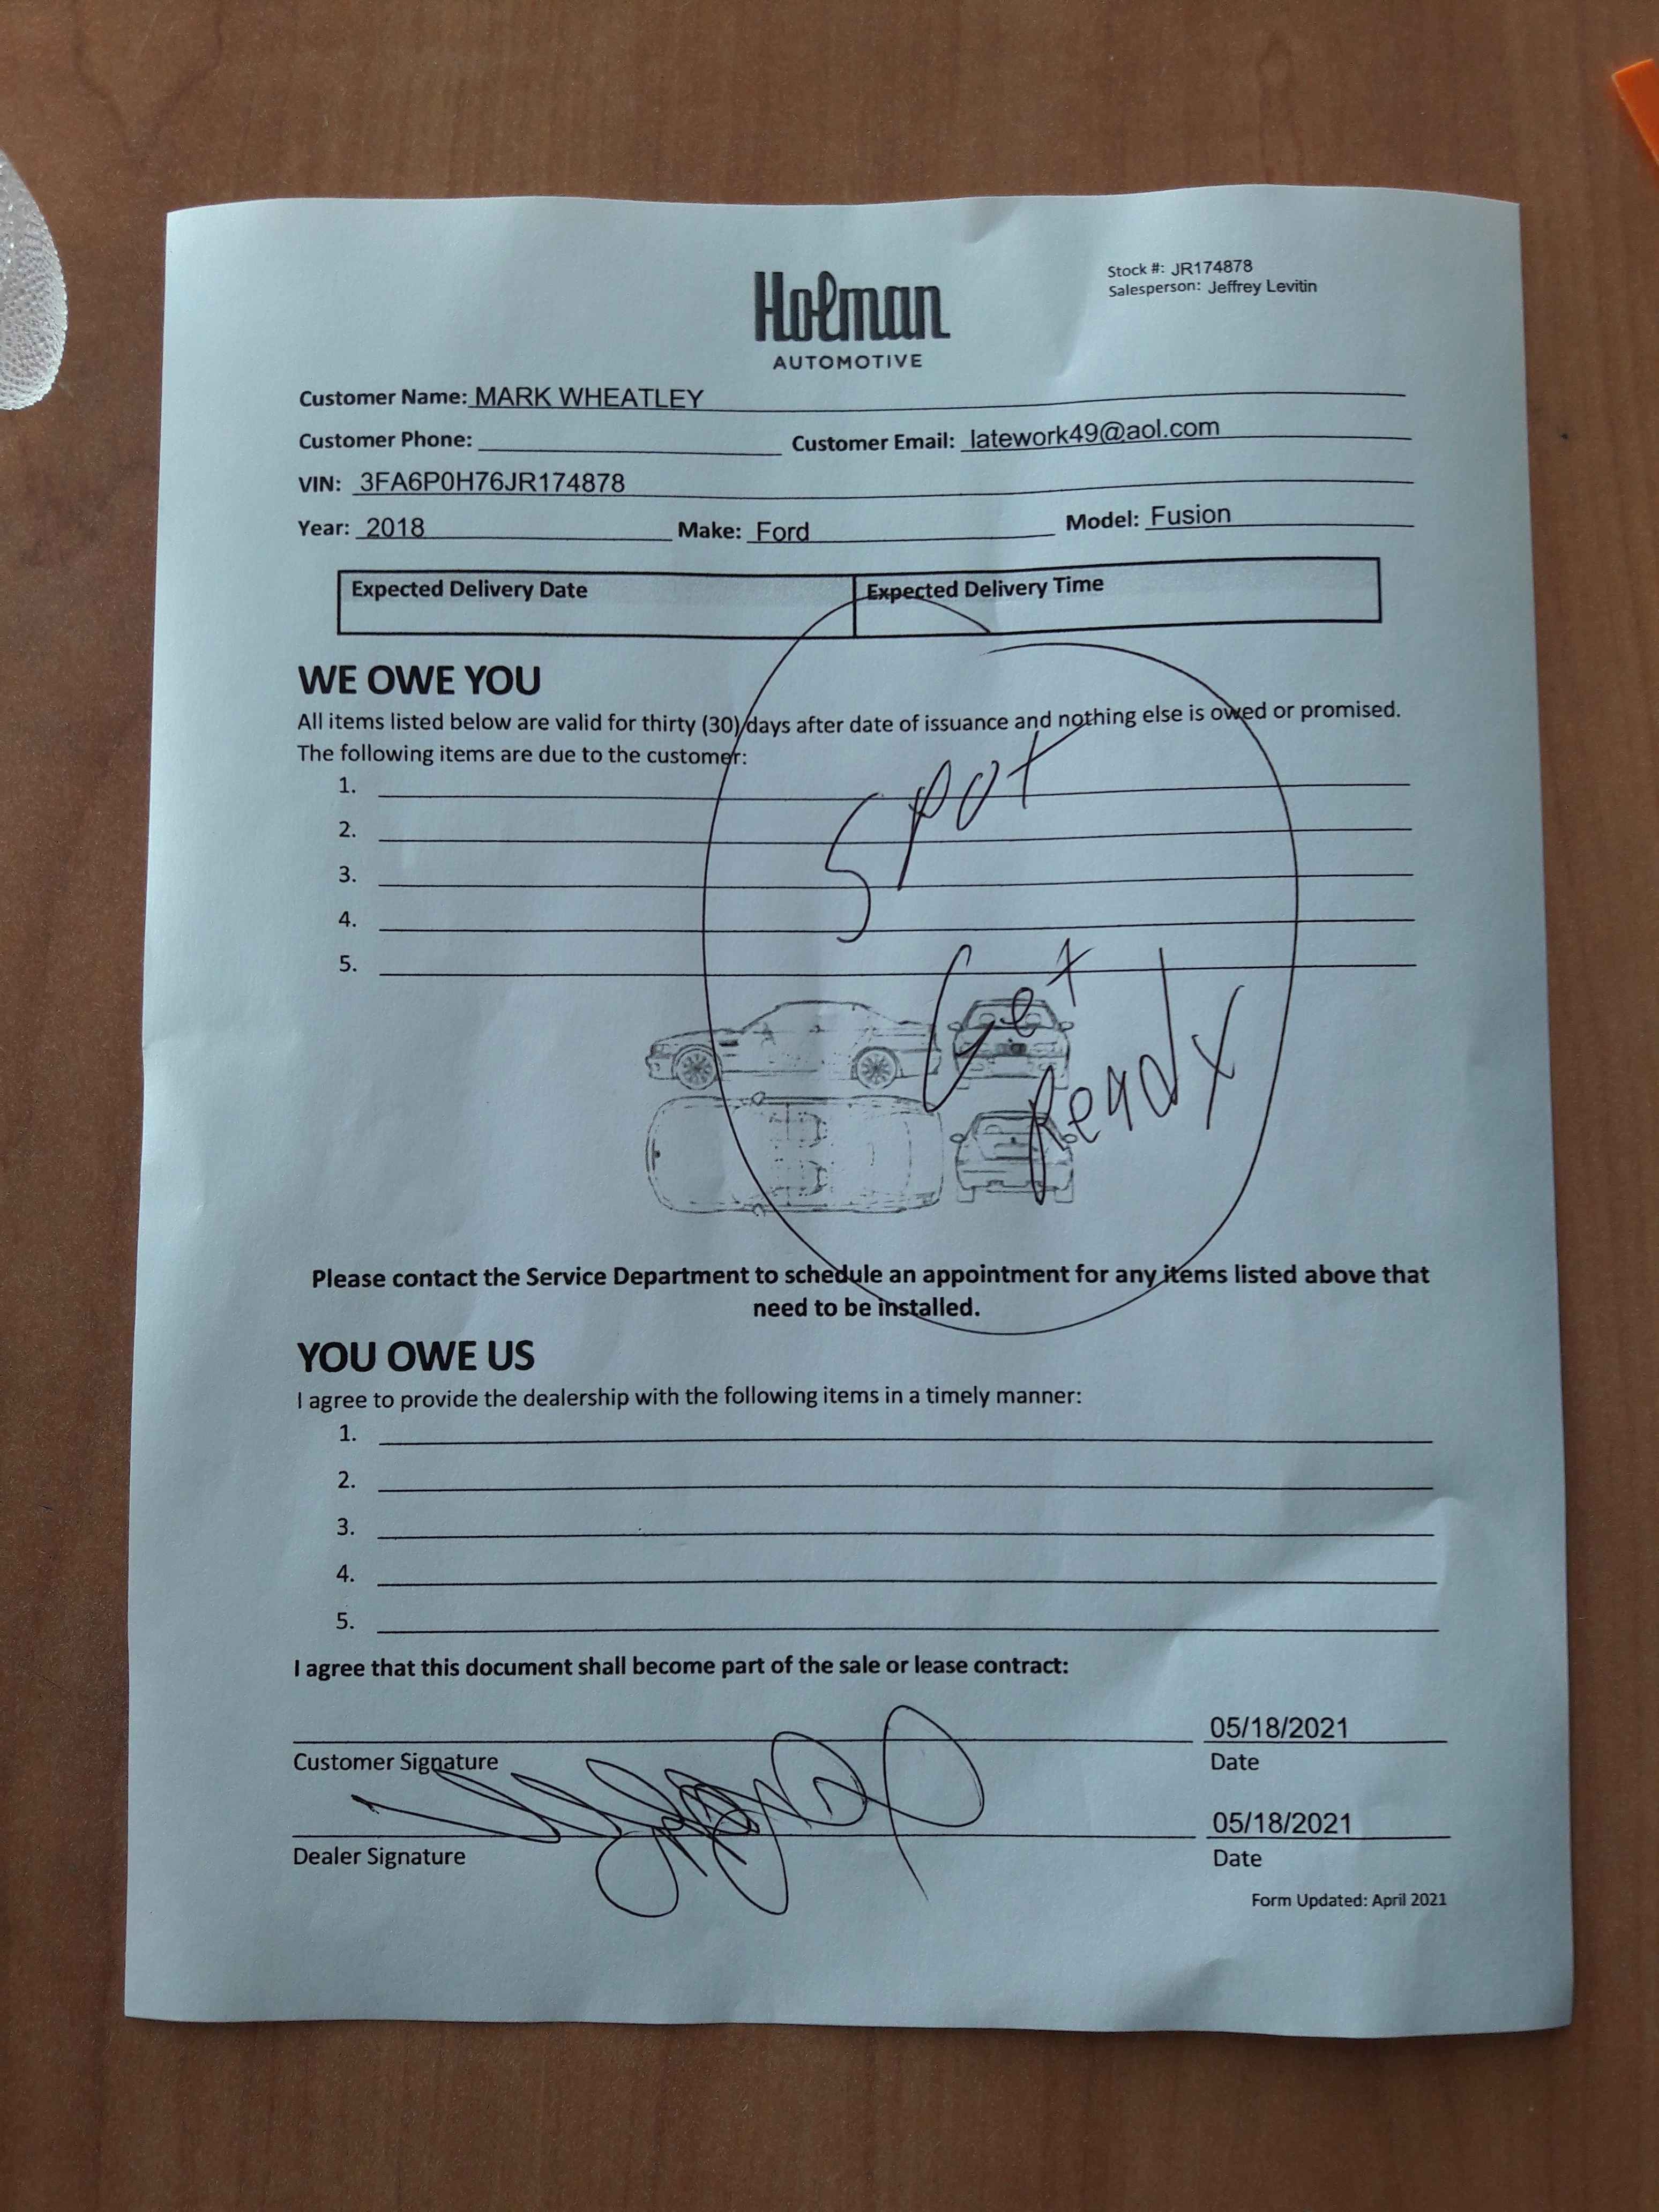 Stock #: JR174878
Salesperson: Jeffrey Levitin
Holman
AUTOMOTIVE
Customer Name: MARK WHEATLEY
Customer Phone: Customer Email: latework49@aol.com
VIN: 3FA6P0H76JR174878
Year: 2018 Make: Ford Model: Fusion
Expected Delivery Date Expected Delivery Time
WE OWE YOU
All items listed below are valid for thirty (30) days after date of issuance and nothing else is owed or promised.
The following items are due to the customer:
1.
2.
3.
4.
5.
Spot
Get
Ready
Please contact the Service Department to schedule an appointment for any items listed above that
need to be installed.
YOU OWE US
I agree to provide the dealership with the following items in a timely manner:
1.
2.
3.
4.
5.
I agree that this document shall become part of the sale or lease contract:
05/18/2021
Customer Signature Date
05/18/2021
Dealer Signature Date
Form Updated: April 2021